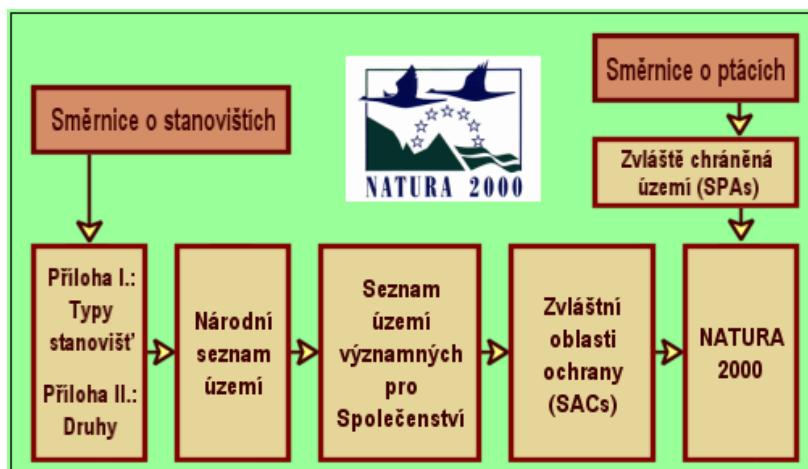 Směrnice o ptácích
Směrnice o stanovištích
NATURA 2000
Zvláště chráněná
území (SPAs)
Příloha I.:
Typy
stanovišť
Příloha II.:
Druhy
Národní
seznam
území
Seznam
území
významných
pro
Společenství
Zvláštní
oblasti
ochrany
(SACs)
NATURA
2000